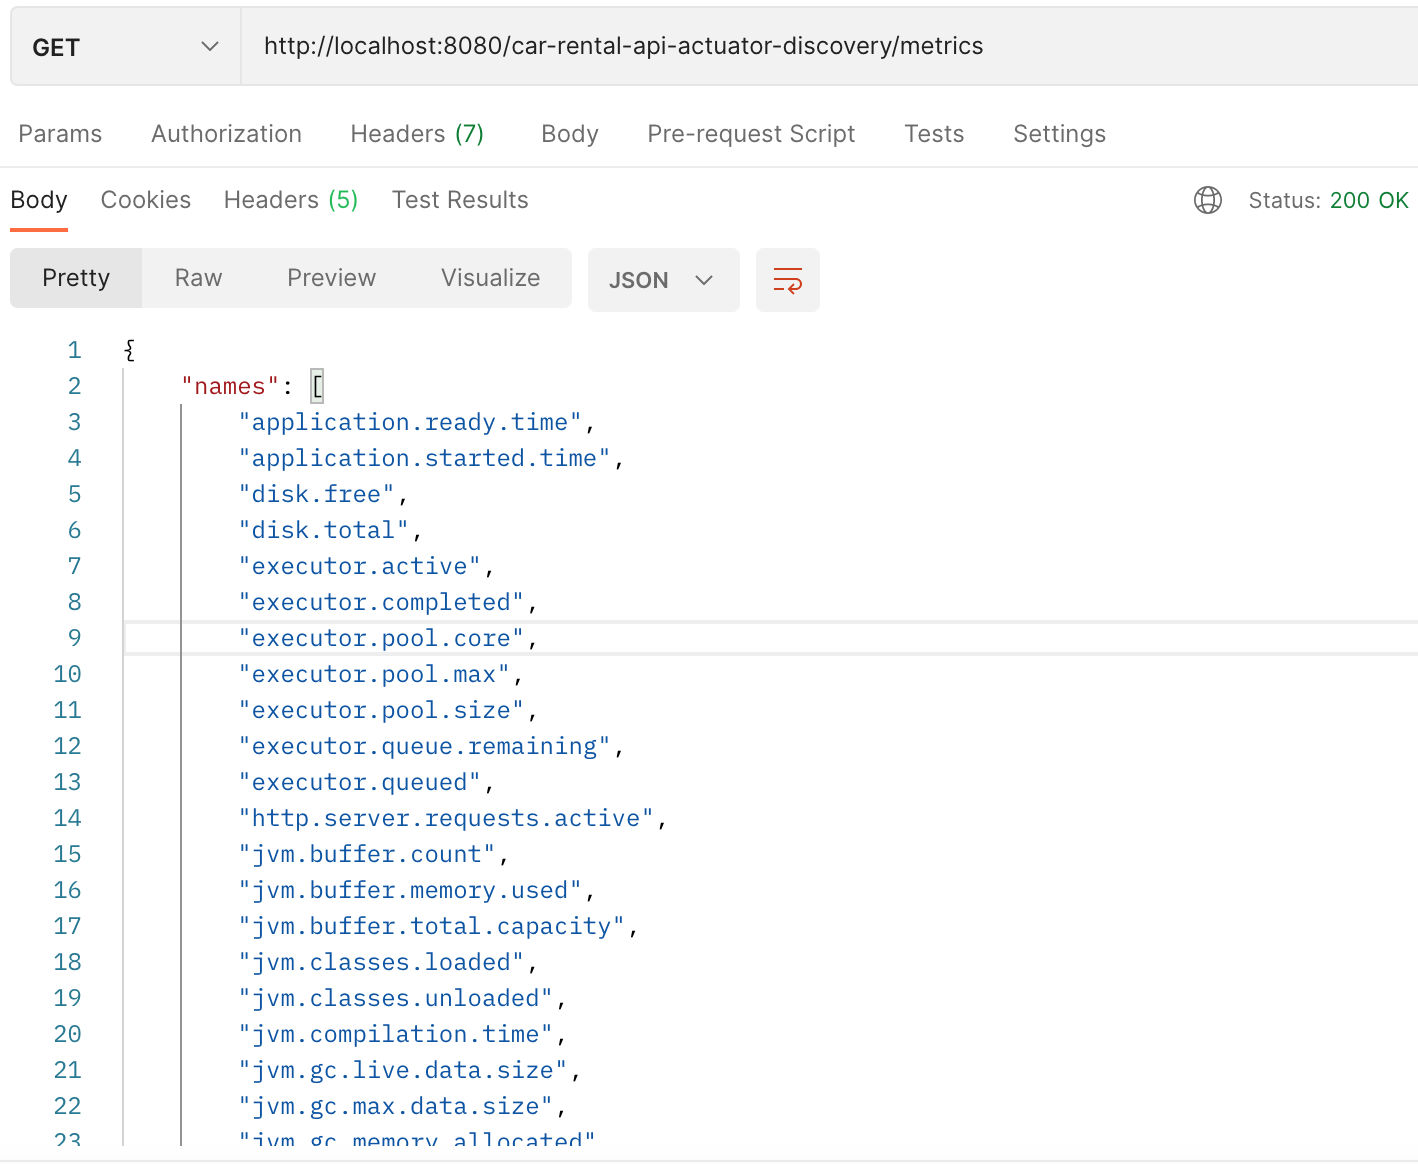 GET http://localhost:8080/car-rental-api-actuator-discovery/metrics
Params Authorization Headers (7) Body Pre-request Script Tests Settings
Body Cookies Headers (5) Test Results Status: 200 OK
Pretty Raw Preview Visualize JSON
1 {
2 "names": [
3 "application.ready.time",
4 "application.started.time",
5 "disk.free",
6 "disk.total",
7 "executor.active",
8 "executor.completed",
9 "executor.pool.core",
10 "executor.pool.max",
11 "executor.pool.size",
12 "executor.queue.remaining",
13 "executor.queued",
14 "http.server.requests.active",
15 "jvm.buffer.count",
16 "jvm.buffer.memory.used",
17 "jvm.buffer.total.capacity",
18 "jvm.classes.loaded",
19 "jvm.classes.unloaded",
20 "jvm.compilation.time",
21 "jvm.gc.live.data.size",
22 "jvm.gc.max.data.size",
23 "jvm.gc.memory.allocated"